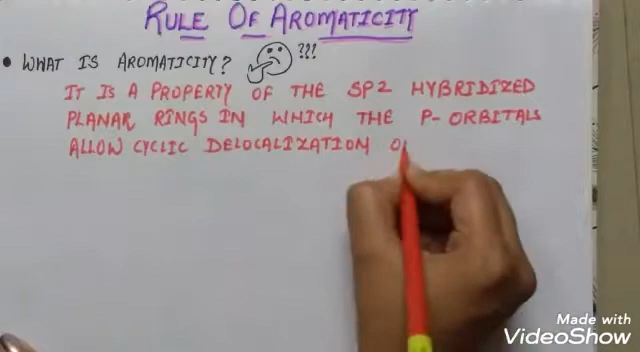 RULE OF AROMATICITY
• WHAT IS AROMATICITY? ???
IT IS A PROPERTY OF THE SP2 HYBRIDIZED
PLANAR RINGS IN WHICH THE P-ORBITALS
ALLOW CYCLIC DELOCALIZATION O
Made with
VideoShow